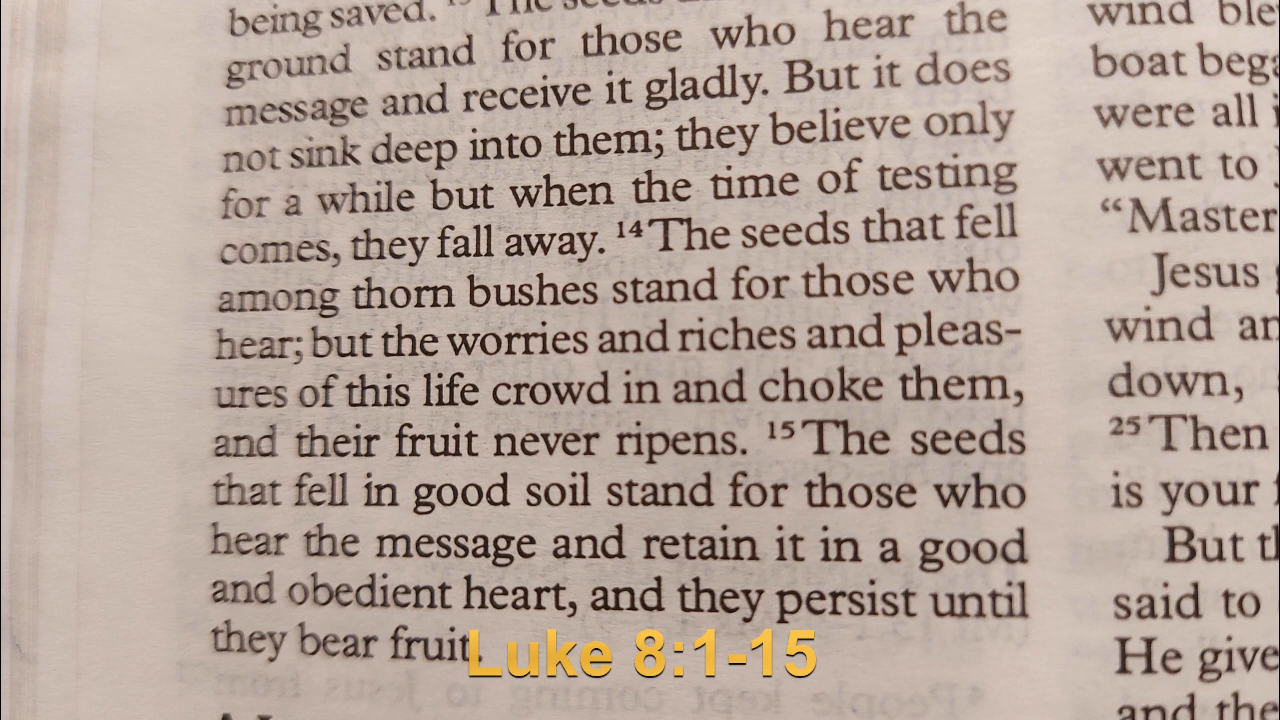 being saved. ¹³ The seeds
ground stand for those who hear the
message and receive it gladly. But it does
not sink deep into them; they believe only
for a while but when the time of testing
comes, they fall away. ¹⁴ The seeds that fell
among thorn bushes stand for those who
hear; but the worries and riches and pleas-
ures of this life crowd in and choke them,
and their fruit never ripens. ¹⁵ The seeds
that fell in good soil stand for those who
hear the message and retain it in a good
and obedient heart, and they persist until
they bear fruit.
Luke 8:1-15
wind
boat
were all
went to
“Master
Jesus
wind
down,
²⁵ Then
is your
But
said to
He
and